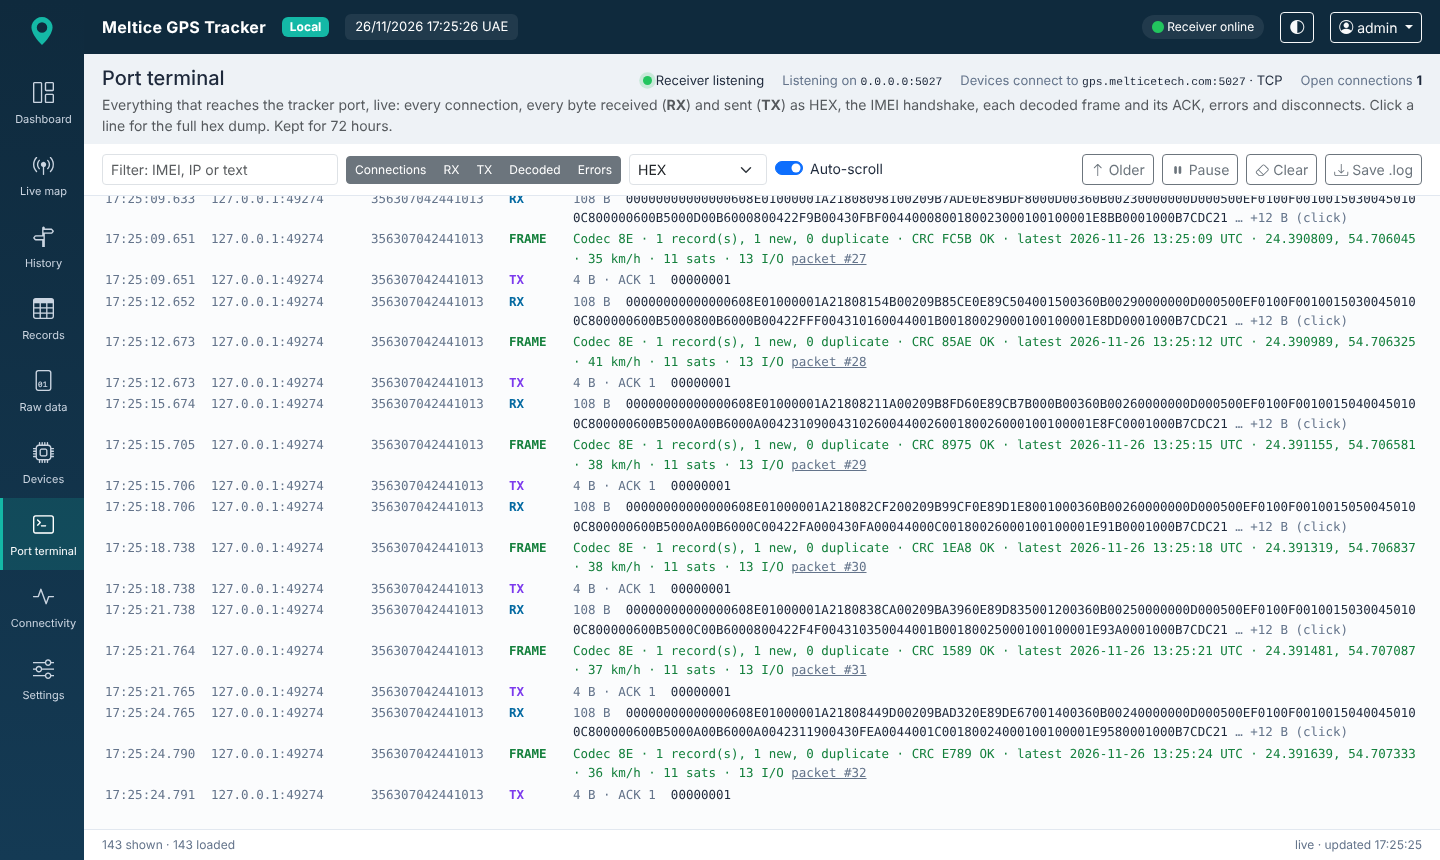 Meltice GPS Tracker Local 26/11/2026 17:25:26 UAE Receiver online admin
Dashboard
Live map
History
Records
Raw data
Devices
Port terminal
Connectivity
Settings
Port terminal Receiver listening Listening on 0.0.0.0:5027 Devices connect to gps.melticetech.com:5027 · TCP Open connections 1
Everything that reaches the tracker port, live: every connection, every byte received (RX) and sent (TX) as HEX, the IMEI handshake, each decoded frame and its ACK, errors and disconnects. Click a
line for the full hex dump. Kept for 72 hours.
Filter: IMEI, IP or text Connections RX TX Decoded Errors HEX Auto-scroll Older Pause Clear Save .log
17:25:09.633 127.0.0.1:49274 356307042441013 RX 108 B 00000000000000608E01000001A21808098100209B7ADE0E89BDF8000D00360B00230000000D000500EF0100F0010015030045010
0C800000600B5000D00B6000800422F9B00430FBF0044000800180023000100100001E8BB0001000B7CDC21 … +12 B (click)
17:25:09.651 127.0.0.1:49274 356307042441013 FRAME Codec 8E · 1 record(s), 1 new, 0 duplicate · CRC FC5B OK · latest 2026-11-26 13:25:09 UTC · 24.390809, 54.706045
· 35 km/h · 11 sats · 13 I/O packet #27
17:25:09.651 127.0.0.1:49274 356307042441013 TX 4 B · ACK 1 00000001
17:25:12.652 127.0.0.1:49274 356307042441013 RX 108 B 00000000000000608E01000001A21808154B00209B85CE0E89C504001500360B00290000000D000500EF0100F0010015030045010
0C800000600B5000800B6000B00422FFF004310160044001B00180029000100100001E8DD0001000B7CDC21 … +12 B (click)
17:25:12.673 127.0.0.1:49274 356307042441013 FRAME Codec 8E · 1 record(s), 1 new, 0 duplicate · CRC 85AE OK · latest 2026-11-26 13:25:12 UTC · 24.390989, 54.706325
· 41 km/h · 11 sats · 13 I/O packet #28
17:25:12.673 127.0.0.1:49274 356307042441013 TX 4 B · ACK 1 00000001
17:25:15.674 127.0.0.1:49274 356307042441013 RX 108 B 00000000000000608E01000001A21808211A00209B8FD60E89CB7B000B00360B00260000000D000500EF0100F0010015040045010
0C800000600B5000A00B6000A00423109004310260044002600180026000100100001E8FC0001000B7CDC21 … +12 B (click)
17:25:15.705 127.0.0.1:49274 356307042441013 FRAME Codec 8E · 1 record(s), 1 new, 0 duplicate · CRC 8975 OK · latest 2026-11-26 13:25:15 UTC · 24.391155, 54.706581
· 38 km/h · 11 sats · 13 I/O packet #29
17:25:15.706 127.0.0.1:49274 356307042441013 TX 4 B · ACK 1 00000001
17:25:18.706 127.0.0.1:49274 356307042441013 RX 108 B 00000000000000608E01000001A218082CF200209B99CF0E89D1E8001000360B00260000000D000500EF0100F0010015050045010
0C800000600B5000A00B6000C00422FA000430FA00044000C00180026000100100001E91B0001000B7CDC21 … +12 B (click)
17:25:18.738 127.0.0.1:49274 356307042441013 FRAME Codec 8E · 1 record(s), 1 new, 0 duplicate · CRC 1EA8 OK · latest 2026-11-26 13:25:18 UTC · 24.391319, 54.706837
· 38 km/h · 11 sats · 13 I/O packet #30
17:25:18.738 127.0.0.1:49274 356307042441013 TX 4 B · ACK 1 00000001
17:25:21.738 127.0.0.1:49274 356307042441013 RX 108 B 00000000000000608E01000001A2180838CA00209BA3960E89D835001200360B00250000000D000500EF0100F0010015030045010
0C800000600B5000C00B6000800422F4F004310350044001B00180025000100100001E93A0001000B7CDC21 … +12 B (click)
17:25:21.764 127.0.0.1:49274 356307042441013 FRAME Codec 8E · 1 record(s), 1 new, 0 duplicate · CRC 1589 OK · latest 2026-11-26 13:25:21 UTC · 24.391481, 54.707087
· 37 km/h · 11 sats · 13 I/O packet #31
17:25:21.765 127.0.0.1:49274 356307042441013 TX 4 B · ACK 1 00000001
17:25:24.765 127.0.0.1:49274 356307042441013 RX 108 B 00000000000000608E01000001A21808449D00209BAD320E89DE67001400360B00240000000D000500EF0100F0010015040045010
0C800000600B5000A00B6000A0042311900430FEA0044001C00180024000100100001E9580001000B7CDC21 … +12 B (click)
17:25:24.790 127.0.0.1:49274 356307042441013 FRAME Codec 8E · 1 record(s), 1 new, 0 duplicate · CRC E789 OK · latest 2026-11-26 13:25:24 UTC · 24.391639, 54.707333
· 36 km/h · 11 sats · 13 I/O packet #32
17:25:24.791 127.0.0.1:49274 356307042441013 TX 4 B · ACK 1 00000001
143 shown · 143 loaded live · updated 17:25:25